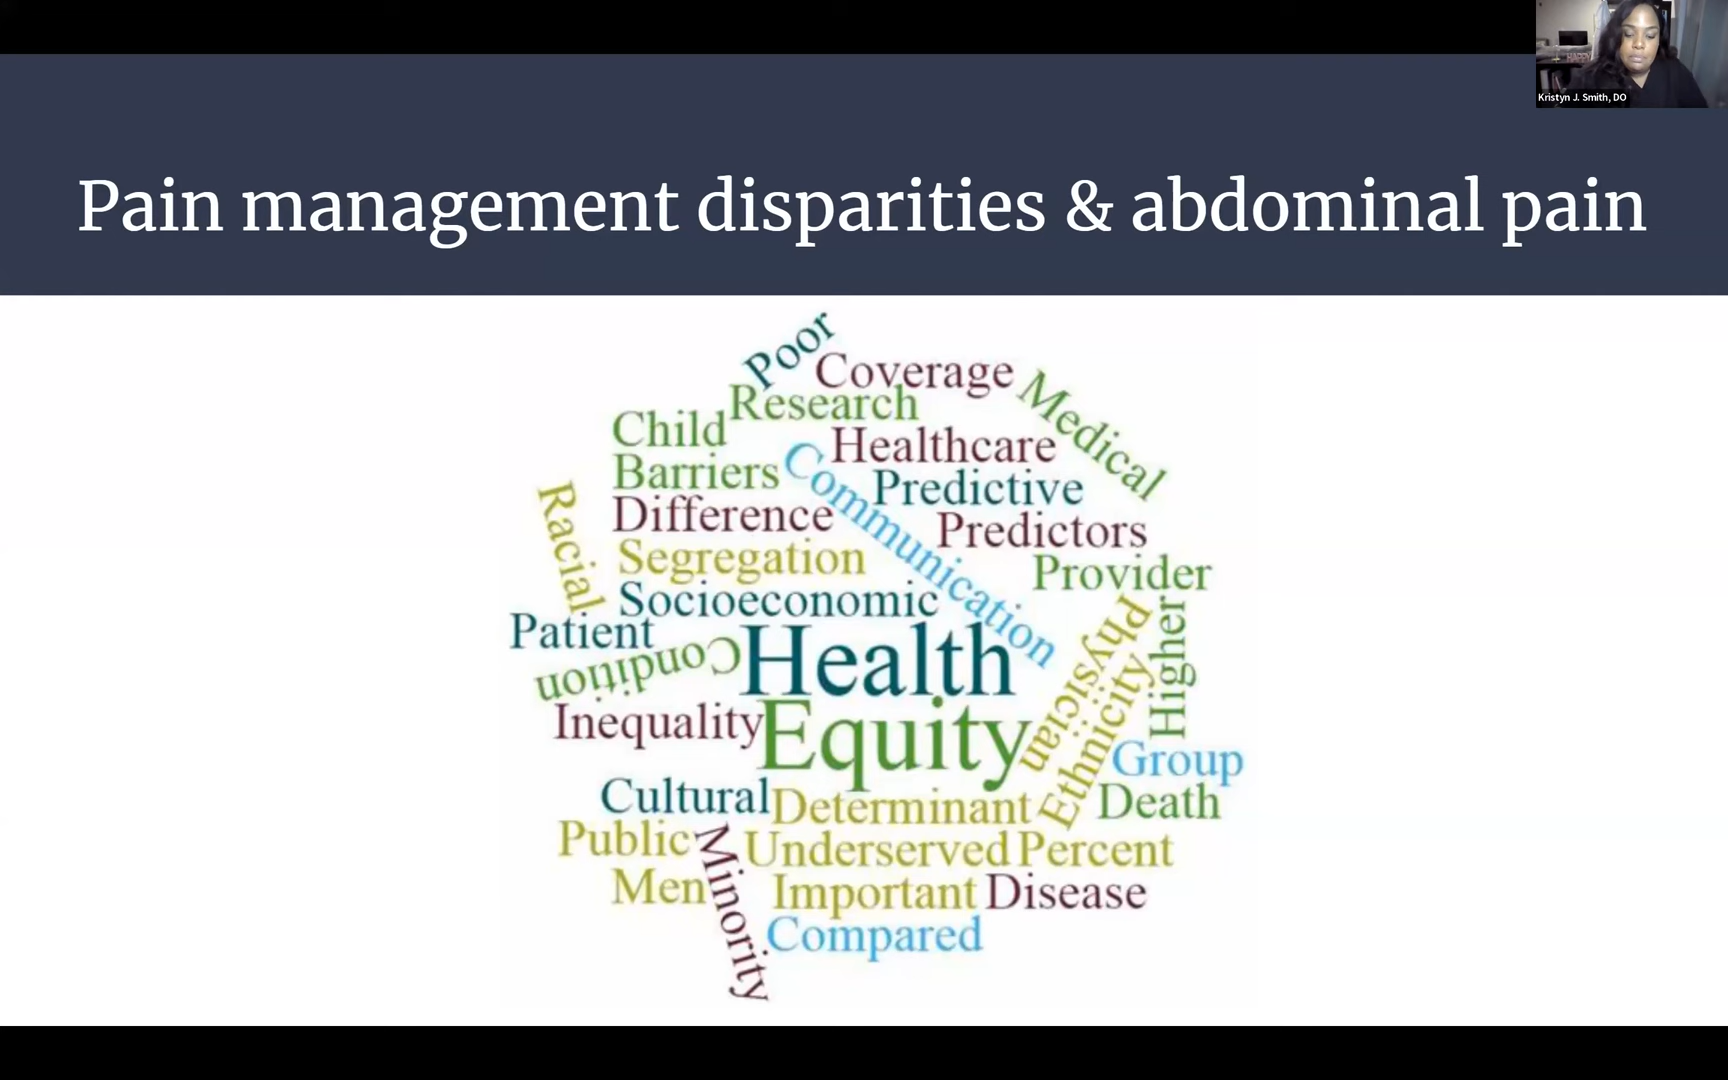 Kristyn J. Smith, DO
Pain management disparities & abdominal pain
Poor
Coverage
Medical
Research
Child
Healthcare
Communication
Barriers
Predictive
Racial
Difference
Predictors
Segregation
Provider
Socioeconomic
Physician
Higher
Patient
Condition
Health
Ethnicity
Inequality
Equity
Group
Cultural
Determinant
Death
Public
Minority
Underserved
Percent
Men
Important
Disease
Compared